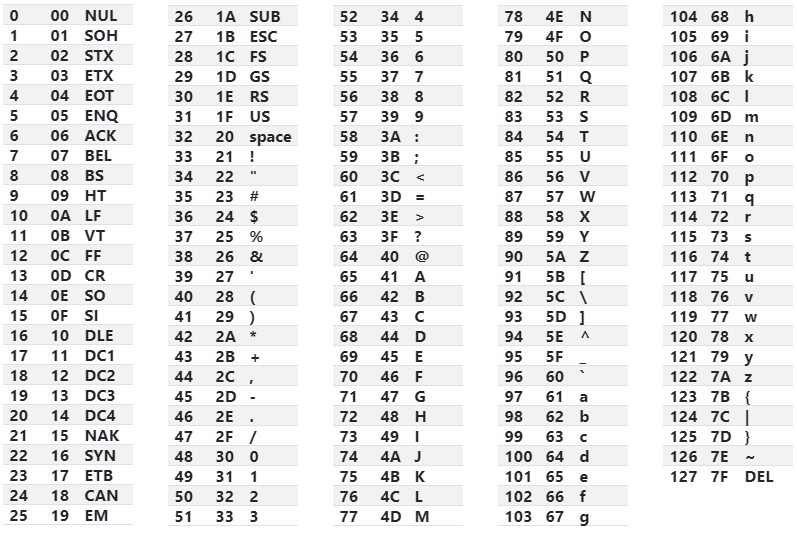 0 00 NUL
1 01 SOH
2 02 STX
3 03 ETX
4 04 EOT
5 05 ENQ
6 06 ACK
7 07 BEL
8 08 BS
9 09 HT
10 0A LF
11 0B VT
12 0C FF
13 0D CR
14 0E SO
15 0F SI
16 10 DLE
17 11 DC1
18 12 DC2
19 13 DC3
20 14 DC4
21 15 NAK
22 16 SYN
23 17 ETB
24 18 CAN
25 19 EM
26 1A SUB
27 1B ESC
28 1C FS
29 1D GS
30 1E RS
31 1F US
32 20 space
33 21 !
34 22 "
35 23 #
36 24 $
37 25 %
38 26 &
39 27 '
40 28 (
41 29 )
42 2A *
43 2B +
44 2C ,
45 2D -
46 2E .
47 2F /
48 30 0
49 31 1
50 32 2
51 33 3
52 34 4
53 35 5
54 36 6
55 37 7
56 38 8
57 39 9
58 3A :
59 3B ;
60 3C <
61 3D =
62 3E >
63 3F ?
64 40 @
65 41 A
66 42 B
67 43 C
68 44 D
69 45 E
70 46 F
71 47 G
72 48 H
73 49 I
74 4A J
75 4B K
76 4C L
77 4D M
78 4E N
79 4F O
80 50 P
81 51 Q
82 52 R
83 53 S
84 54 T
85 55 U
86 56 V
87 57 W
88 58 X
89 59 Y
90 5A Z
91 5B [
92 5C \
93 5D ]
94 5E ^
95 5F _
96 60 `
97 61 a
98 62 b
99 63 c
100 64 d
101 65 e
102 66 f
103 67 g
104 68 h
105 69 i
106 6A j
107 6B k
108 6C l
109 6D m
110 6E n
111 6F o
112 70 p
113 71 q
114 72 r
115 73 s
116 74 t
117 75 u
118 76 v
119 77 w
120 78 x
121 79 y
122 7A z
123 7B {
124 7C |
125 7D }
126 7E ~
127 7F DEL